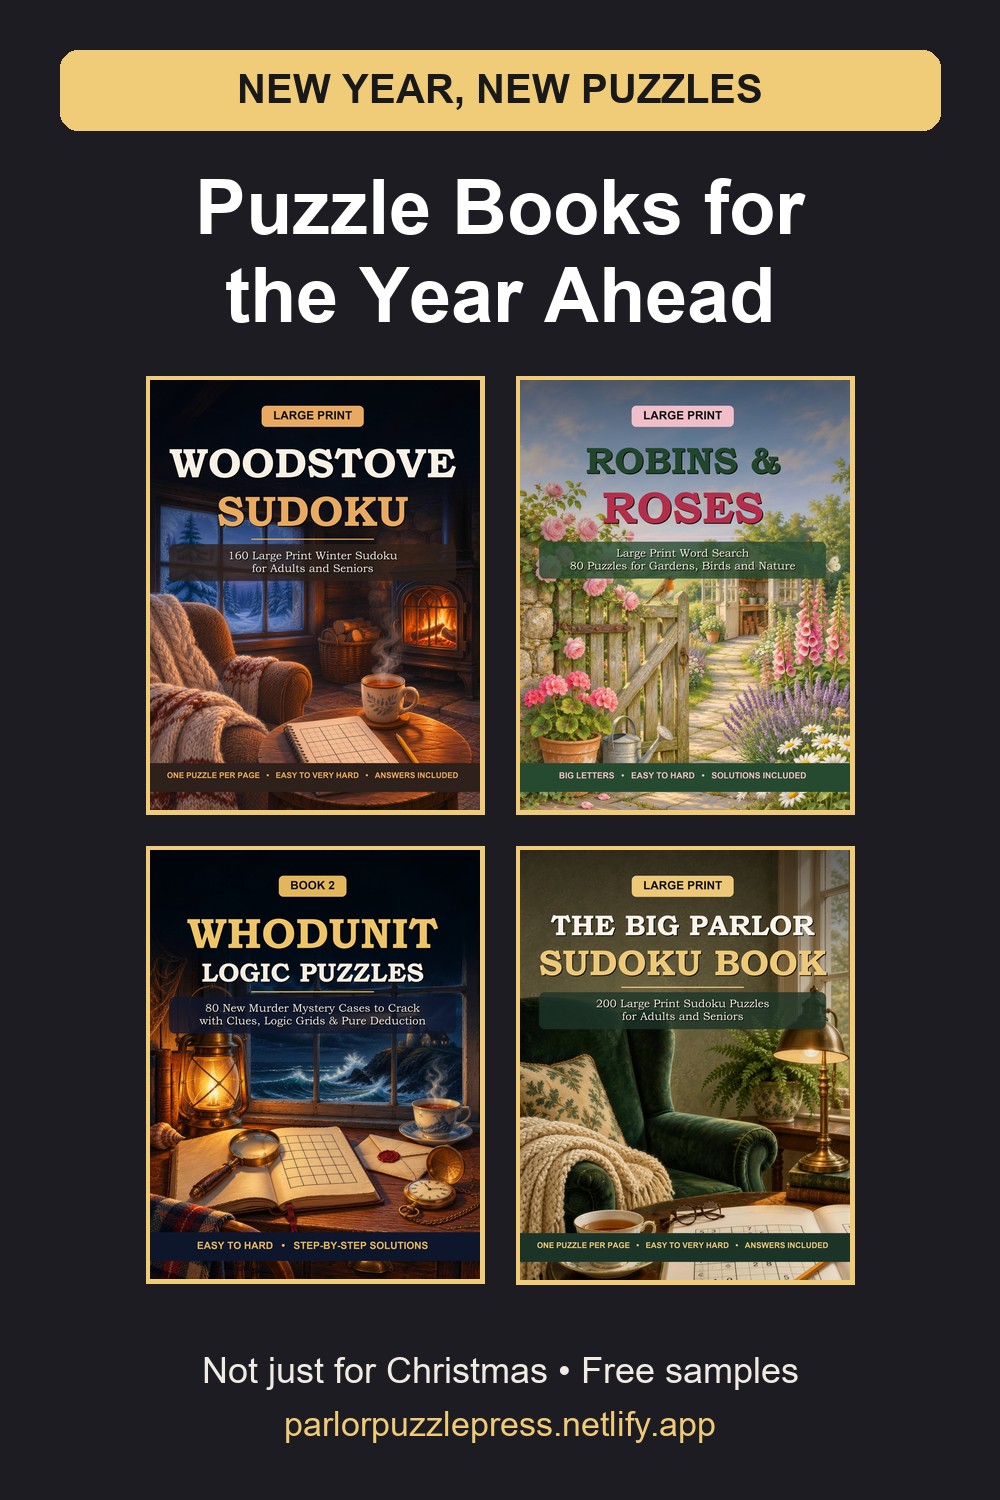 NEW YEAR, NEW PUZZLES
Puzzle Books for
the Year Ahead
LARGE PRINT
WOODSTOVE
SUDOKU
160 Large Print Winter Sudoku
for Adults and Seniors
ONE PUZZLE PER PAGE • EASY TO VERY HARD • ANSWERS INCLUDED
LARGE PRINT
ROBINS &
ROSES
Large Print Word Search
80 Puzzles for Gardens, Birds and Nature
BIG LETTERS • EASY TO HARD • SOLUTIONS INCLUDED
BOOK 2
WHODUNIT
LOGIC PUZZLES
80 New Murder Mystery Cases to Crack
with Clues, Logic Grids & Pure Deduction
EASY TO HARD • STEP-BY-STEP SOLUTIONS
LARGE PRINT
THE BIG PARLOR
SUDOKU BOOK
200 Large Print Sudoku Puzzles
for Adults and Seniors
ONE PUZZLE PER PAGE • EASY TO VERY HARD • ANSWERS INCLUDED
Not just for Christmas • Free samples
parlorpuzzlepress.netlify.app